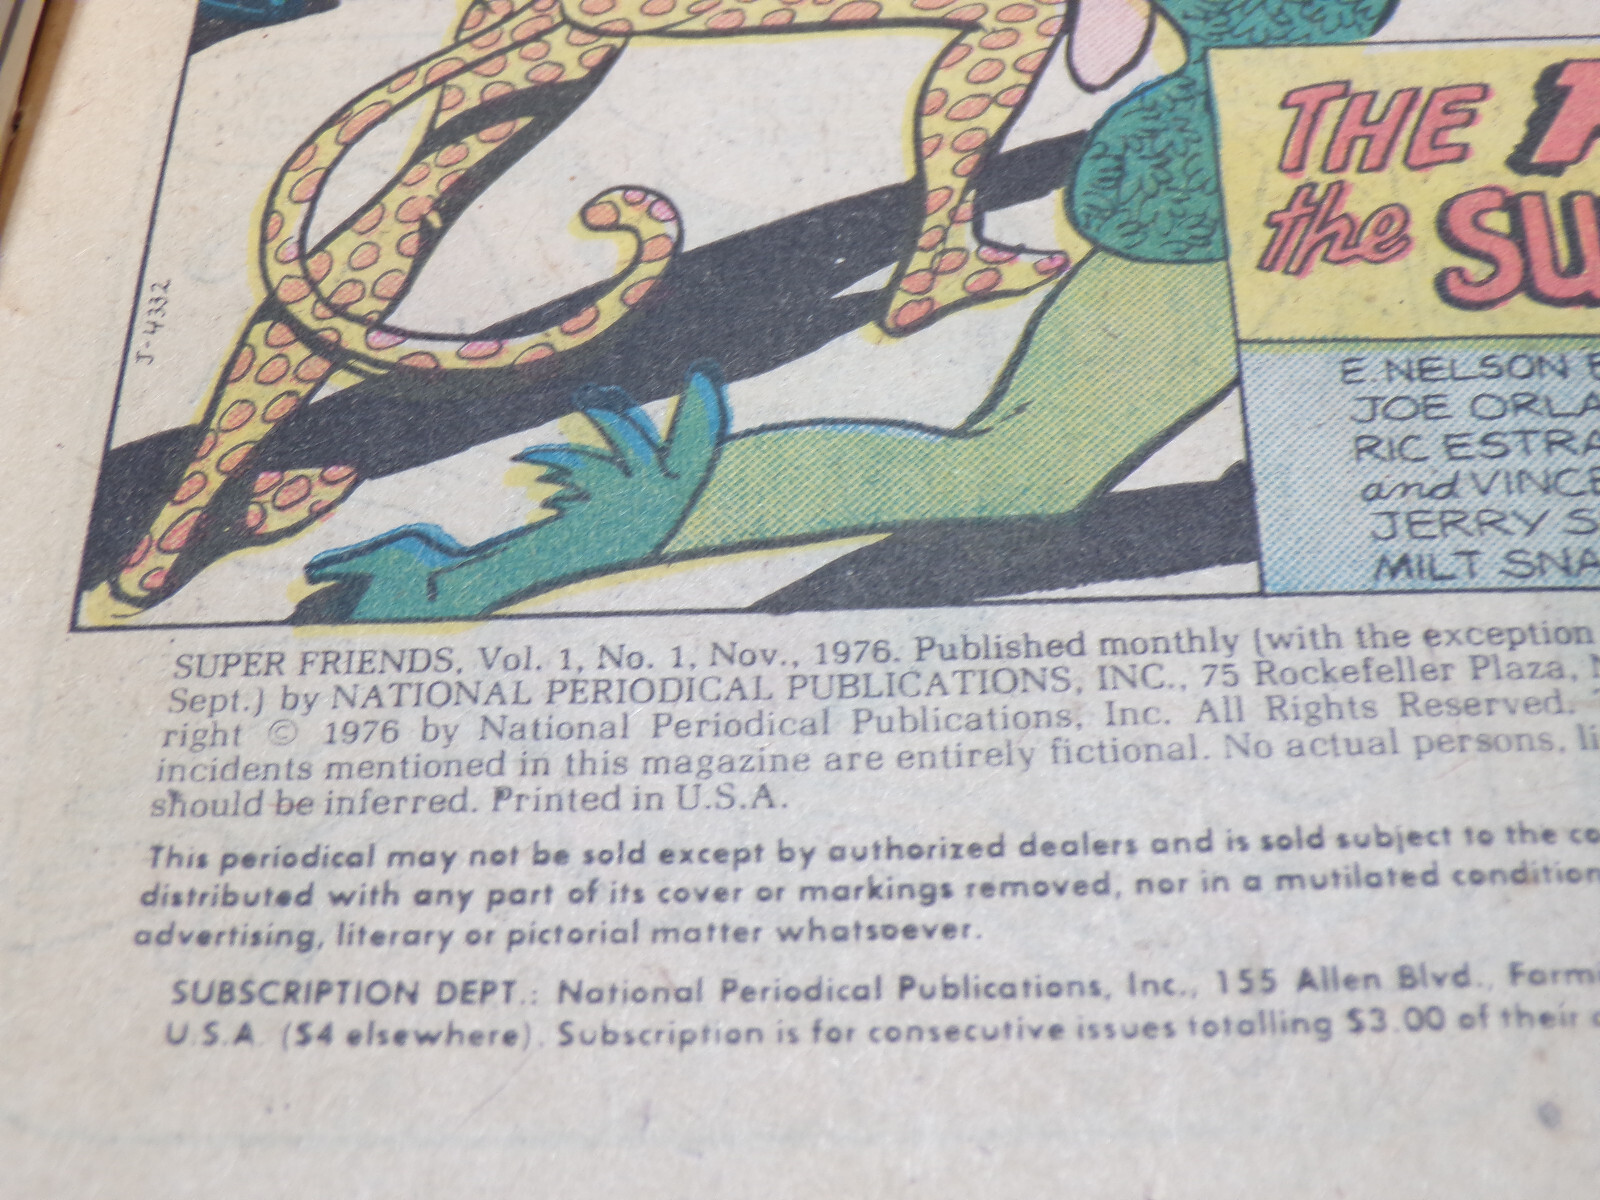 J-4332
THE
the SU
E. NELSON
JOE ORLA
RIC ESTRA
and VINCE
JERRY S
MILT SNA
SUPER FRIENDS, Vol. 1, No. 1, Nov., 1976. Published monthly (with the exception
Sept.) by NATIONAL PERIODICAL PUBLICATIONS, INC., 75 Rockefeller Plaza,
right © 1976 by National Periodical Publications, Inc. All Rights Reserved.
incidents mentioned in this magazine are entirely fictional. No actual persons, li
should be inferred. Printed in U.S.A.
This periodical may not be sold except by authorized dealers and is sold subject to the co
distributed with any part of its cover or markings removed, nor in a mutilated condition
advertising, literary or pictorial matter whatsoever.
SUBSCRIPTION DEPT.: National Periodical Publications, Inc., 155 Allen Blvd., Farmi
U.S.A. ($4 elsewhere). Subscription is for consecutive issues totalling $3.00 of their